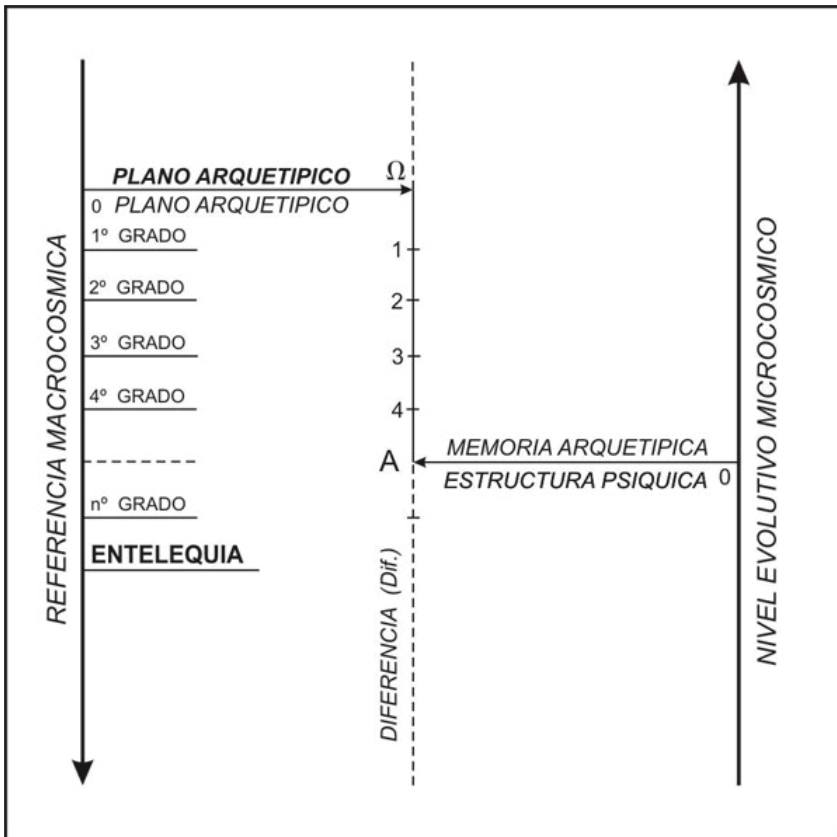 PLANO ARQUETIPICO
Ω
0 PLANO ARQUETIPICO
1º GRADO
1
2º GRADO
2
3º GRADO
3
4º GRADO
4
MEMORIA ARQUETIPICA
A
ESTRUCTURA PSIQUICA 0
nº GRADO
ENTELEQUIA
REFERENCIA MACROCOSMICA
DIFERENCIA (Dif.)
NIVEL EVOLUTIVO MICROCOSMICO